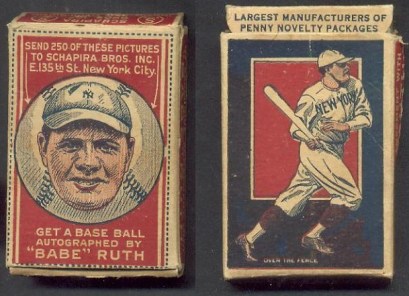 SEND 250 OF THESE PICTURES
TO SCHAPIRA BROS. INC.
E.135th St. New York City.
NY
GET A BASE BALL
AUTOGRAPHED BY
"BABE" RUTH
LARGEST MANUFACTURERS OF
PENNY NOVELTY PACKAGES
NEW YORK
OVER THE FENCE